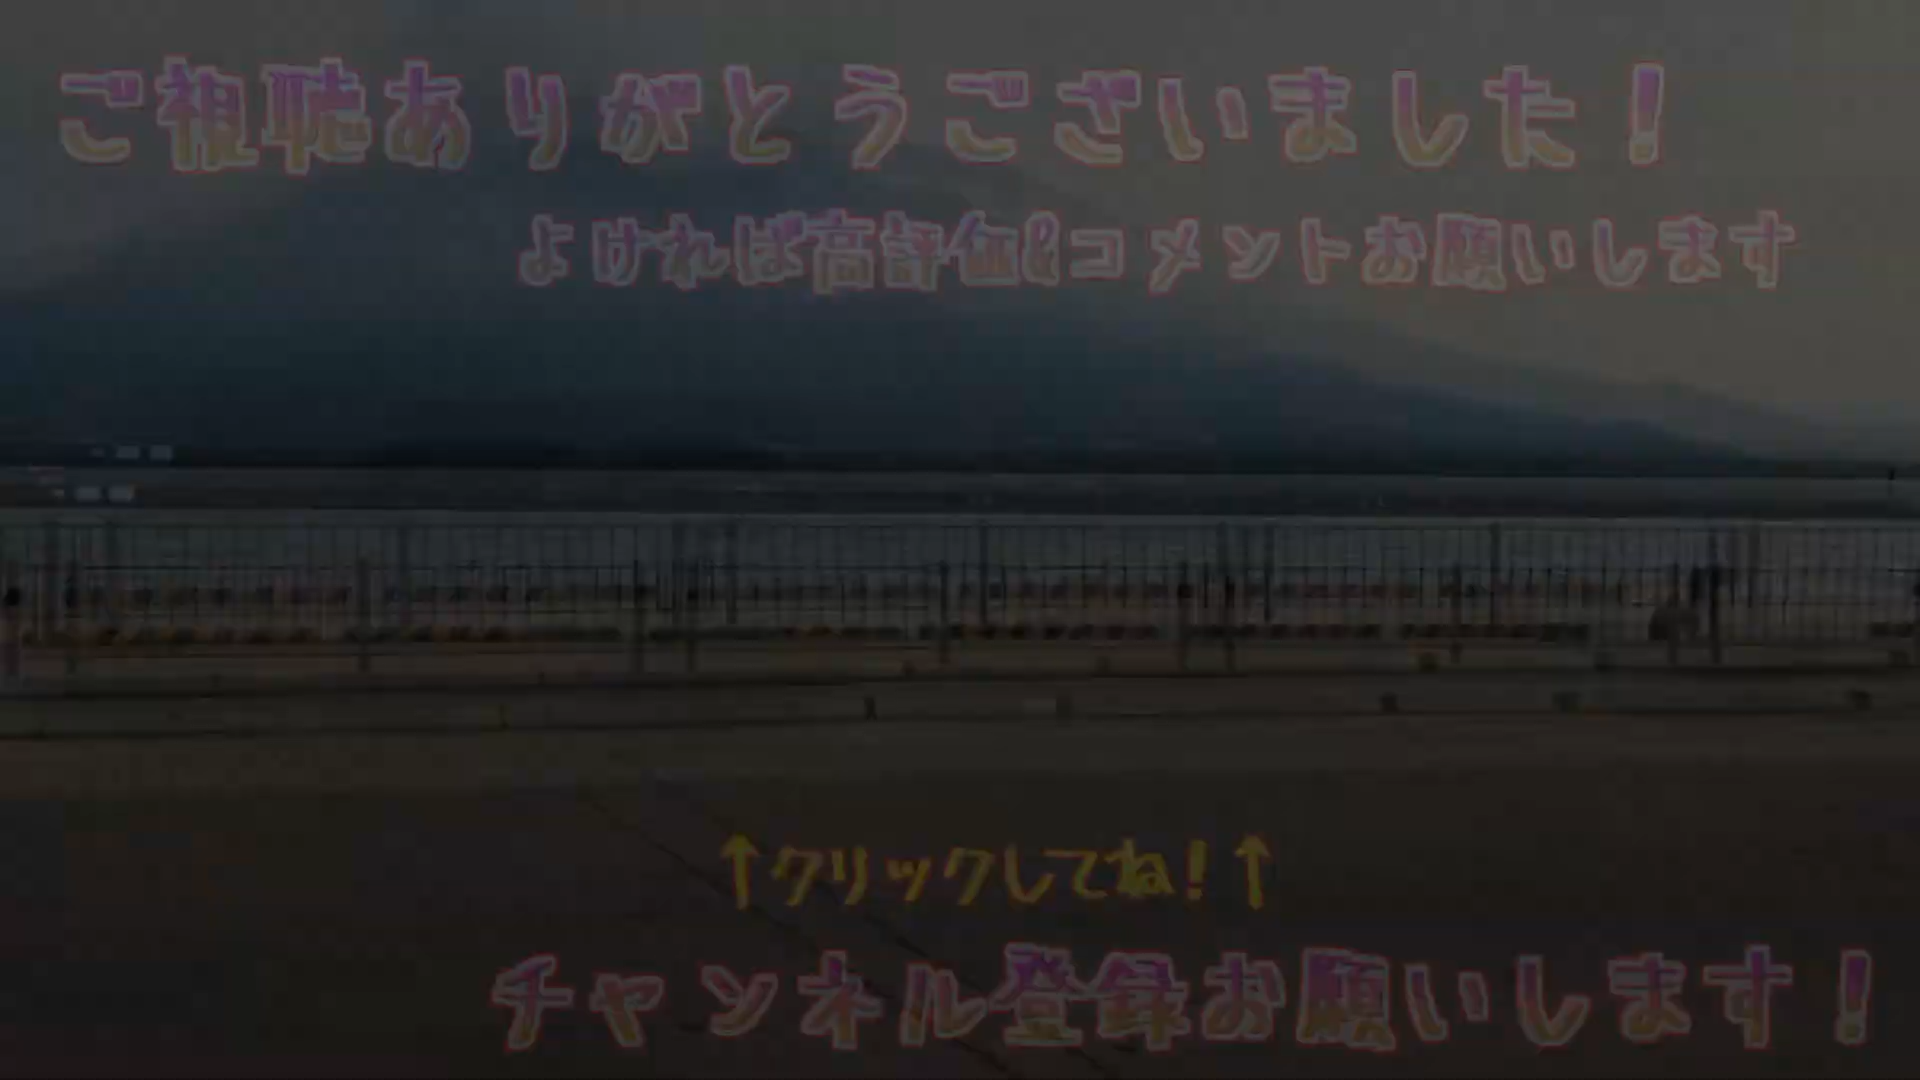 ご視聴ありがとうございました！
よければ高評価&コメントお願いします
↑クリックしてね！↑
チャンネル登録お願いします！